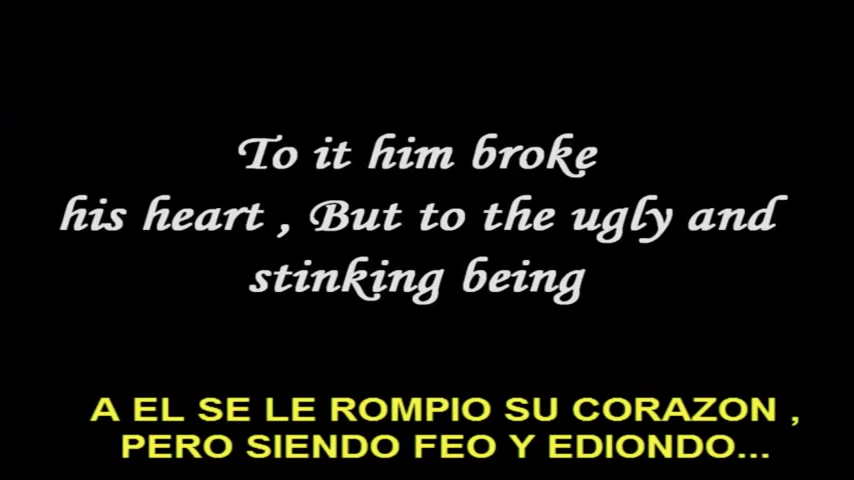 To it him broke
his heart , But to the ugly and
stinking being
A EL SE LE ROMPIO SU CORAZON ,
PERO SIENDO FEO Y EDIONDO...